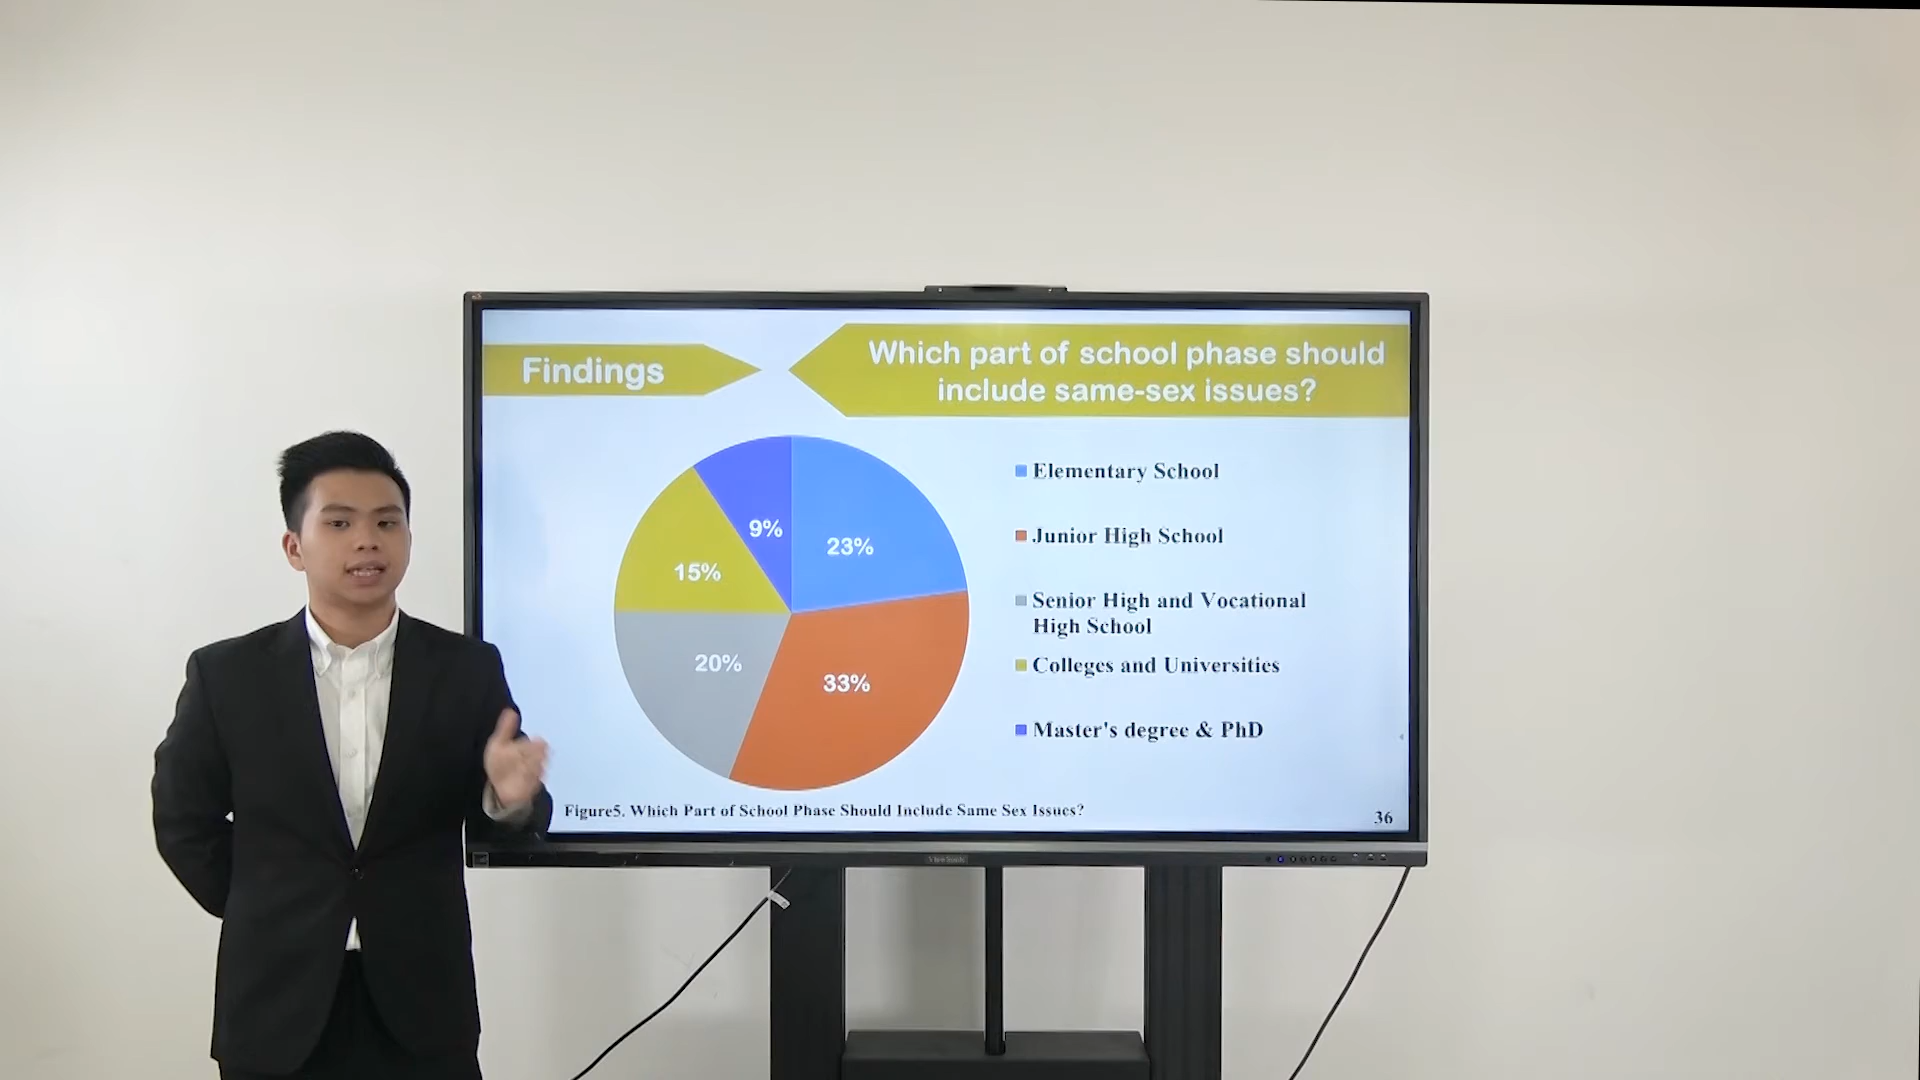 Findings
Which part of school phase should
include same-sex issues?
9%
23%
15%
20%
33%
Elementary School
Junior High School
Senior High and Vocational
High School
Colleges and Universities
Master's degree & PhD
Figure5. Which Part of School Phase Should Include Same Sex Issues?
36
ViewSonic